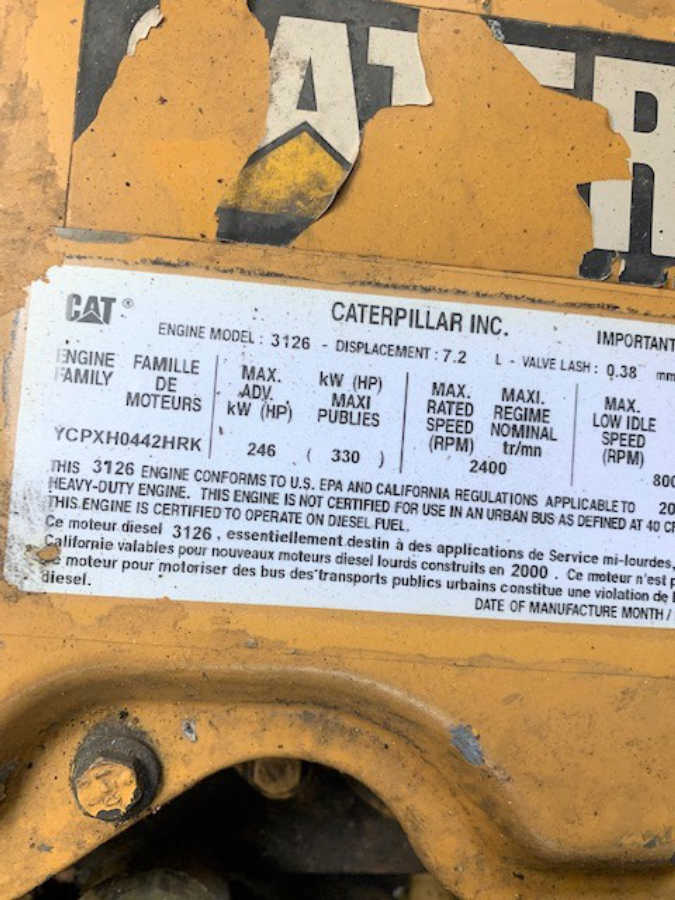 AT ER
CAT ®
CATERPILLAR INC.
IMPORTANT
ENGINE MODEL : 3126 - DISPLACEMENT : 7.2 L - VALVE LASH : 0.38 mm
ENGINE FAMILY
FAMILLE DE MOTEURS
MAX. ADV. kW (HP)
kW (HP) MAXI PUBLIES
MAX. RATED SPEED (RPM)
MAXI. REGIME NOMINAL tr/mn
MAX. LOW IDLE SPEED (RPM)
YCPXH0442HRK 246 ( 330 ) 2400 800
THIS 3126 ENGINE CONFORMS TO U.S. EPA AND CALIFORNIA REGULATIONS APPLICABLE TO 20
HEAVY-DUTY ENGINE. THIS ENGINE IS NOT CERTIFIED FOR USE IN AN URBAN BUS AS DEFINED AT 40 CF
THIS ENGINE IS CERTIFIED TO OPERATE ON DIESEL FUEL.
Ce moteur diesel 3126 , essentiellement destin à des applications de Service mi-lourdes,
Californie valables pour nouveaux moteurs diesel lourds construits en 2000 . Ce moteur n'est p
moteur pour motoriser des bus des transports publics urbains constitue une violation de
diesel.
DATE OF MANUFACTURE MONTH /